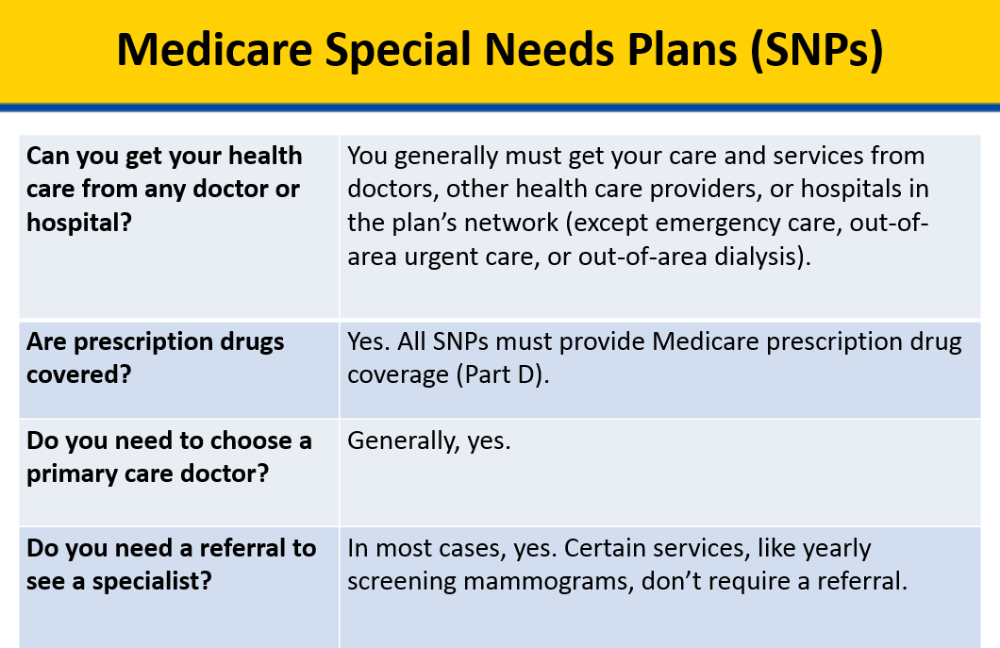 Medicare Special Needs Plans (SNPs)
Can you get your health
care from any doctor or
hospital?
You generally must get your care and services from
doctors, other health care providers, or hospitals in
the plan’s network (except emergency care, out-of-
area urgent care, or out-of-area dialysis).
Are prescription drugs
covered?
Yes. All SNPs must provide Medicare prescription drug
coverage (Part D).
Do you need to choose a
primary care doctor?
Generally, yes.
Do you need a referral to
see a specialist?
In most cases, yes. Certain services, like yearly
screening mammograms, don’t require a referral.